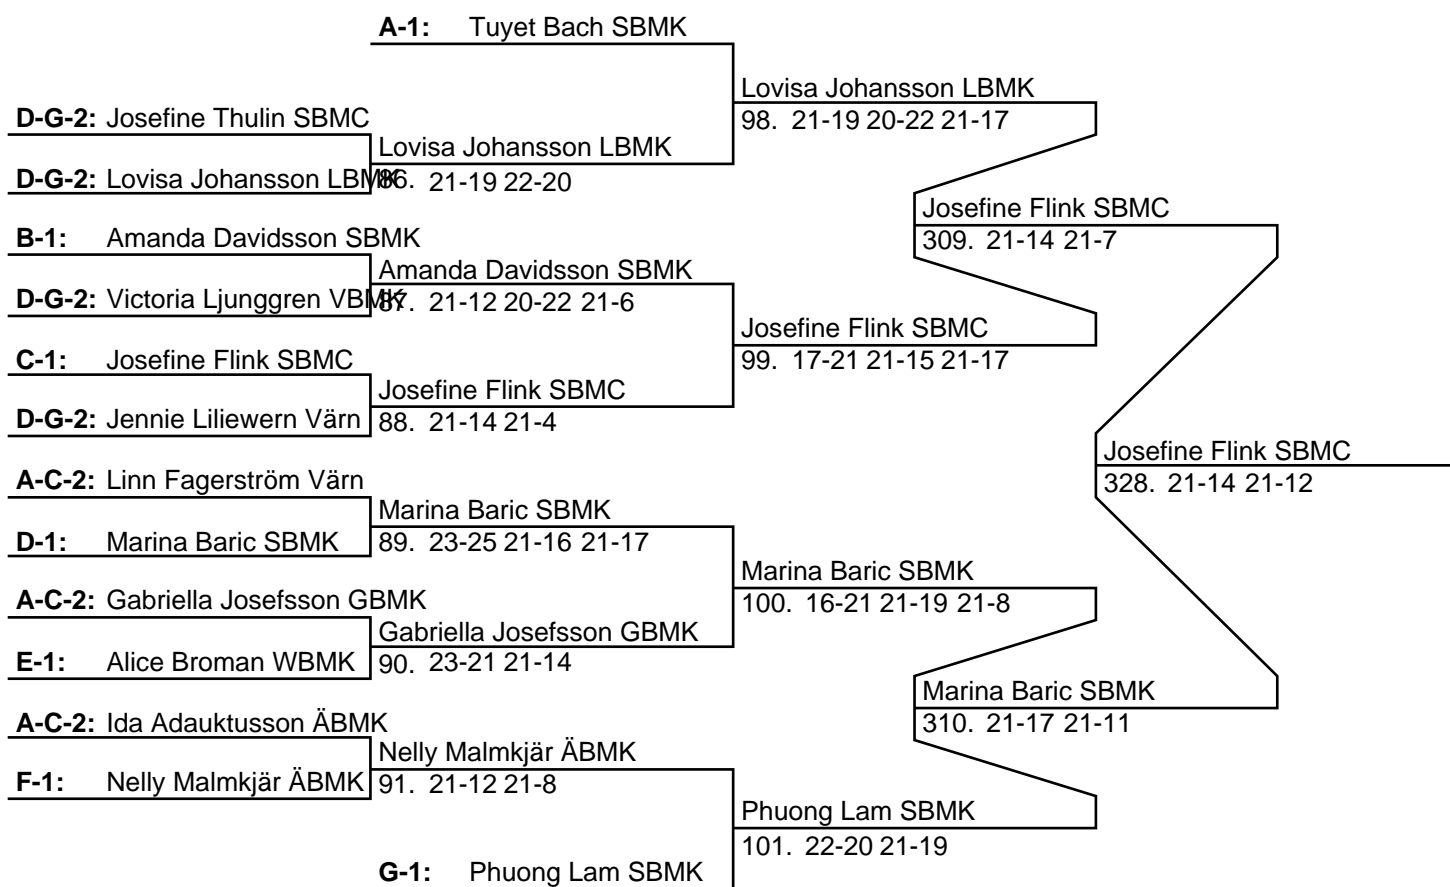 A-1: Tuyet Bach SBMK
Lovisa Johansson LBMK
98. 21-19 20-22 21-17
D-G-2: Josefine Thulin SBMC
Lovisa Johansson LBMK
86. 21-19 22-20
D-G-2: Lovisa Johansson LBMK
Josefine Flink SBMC
309. 21-14 21-7
B-1: Amanda Davidsson SBMK
Amanda Davidsson SBMK
87. 21-12 20-22 21-6
D-G-2: Victoria Ljunggren VBMK
Josefine Flink SBMC
99. 17-21 21-15 21-17
C-1: Josefine Flink SBMC
Josefine Flink SBMC
88. 21-14 21-4
D-G-2: Jennie Liliewern Värn
Josefine Flink SBMC
328. 21-14 21-12
A-C-2: Linn Fagerström Värn
Marina Baric SBMK
89. 23-25 21-16 21-17
D-1: Marina Baric SBMK
Marina Baric SBMK
100. 16-21 21-19 21-8
A-C-2: Gabriella Josefsson GBMK
Gabriella Josefsson GBMK
90. 23-21 21-14
E-1: Alice Broman WBMK
Marina Baric SBMK
310. 21-17 21-11
A-C-2: Ida Adauktusson ÄBMK
Nelly Malmkjär ÄBMK
91. 21-12 21-8
F-1: Nelly Malmkjär ÄBMK
Phuong Lam SBMK
101. 22-20 21-19
G-1: Phuong Lam SBMK